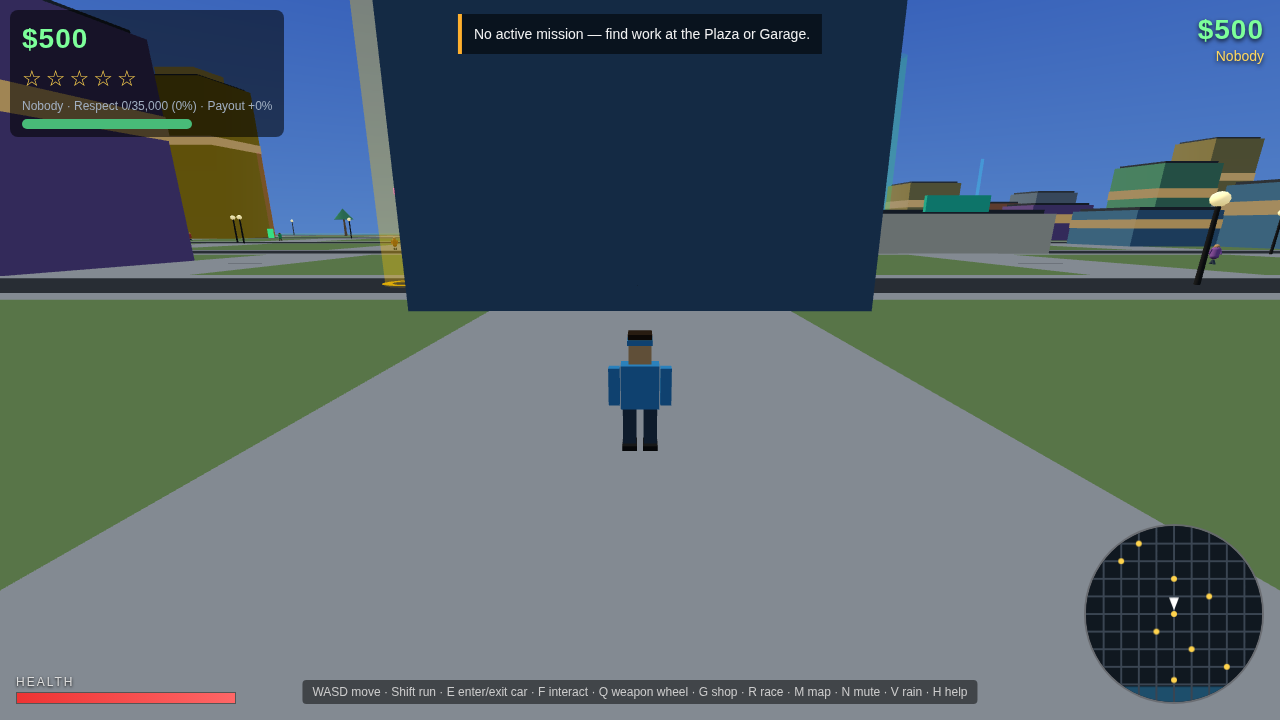 $500
☆☆☆☆☆
Nobody · Respect 0/35,000 (0%) · Payout +0%
No active mission — find work at the Plaza or Garage.
$500
Nobody
HEALTH
WASD move · Shift run · E enter/exit car · F interact · Q weapon wheel · G shop · R race · M map · N mute · V rain · H help